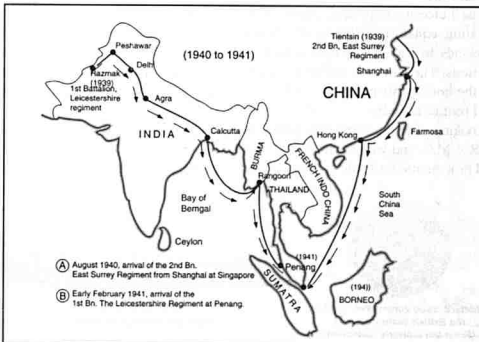 Tientsin (1939)
2nd Bn, East Surrey
Regiment
Shanghai
Peshawar
(1940 to 1941)
Razmak
(1939)
Delhi
1st Battalion,
Leicestershire
regiment
CHINA
Agra
INDIA
Calcutta
BURMA
Hong Kong
Farmosa
Rangoon
THAILAND
FRENCH INDO CHINA
Bay of
Bemgal
South
China
Sea
Ceylon
(1941)
Penang
A August 1940, arrival of the 2nd Bn.
East Surrey Regiment from Shanghai at Singapore
B Early February 1941, arrival of the
1st Bn. The Leicestershire Regiment at Penang.
SUMATRA
(194))
BORNEO